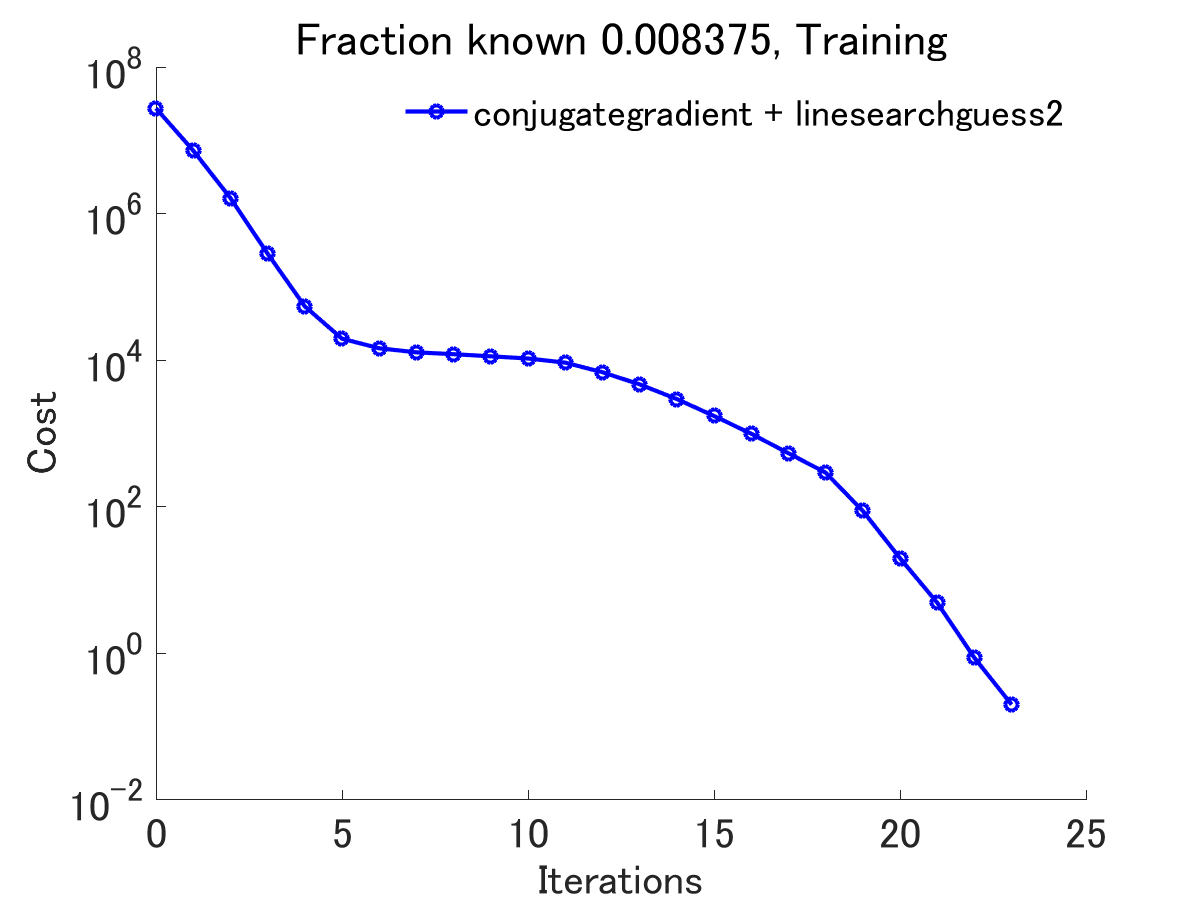 Fraction known 0.008375, Training
conjugategradient + linesearchguess2
10^8
10^6
10^4
10^2
10^0
10^-2
Cost
0 5 10 15 20 25
Iterations